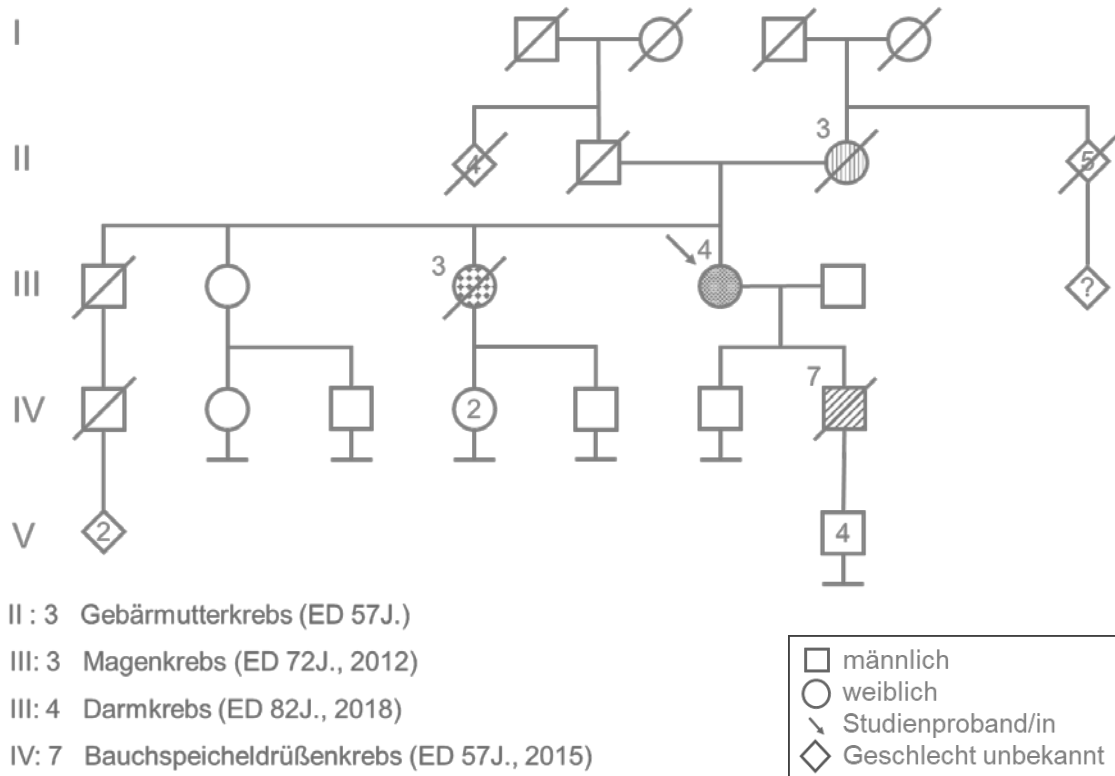 I
II
4
3
5
III
3
4
?
IV
2
7
V
2
4
II : 3 Gebärmutterkrebs (ED 57J.)
III: 3 Magenkrebs (ED 72J., 2012)
III: 4 Darmkrebs (ED 82J., 2018)
IV: 7 Bauchspeicheldrüßenkrebs (ED 57J., 2015)
männlich
weiblich
Studienproband/in
Geschlecht unbekannt